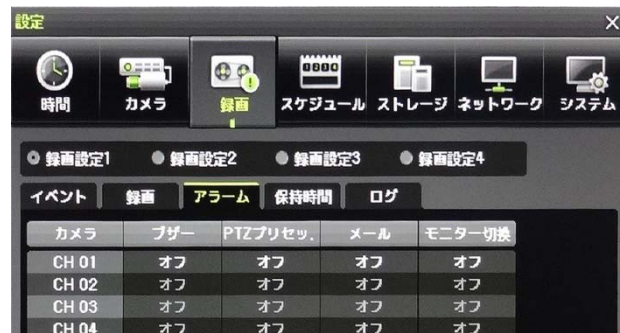 設定
時間 カメラ 録画 スケジュール ストレージ ネットワーク システム
録画設定1 録画設定2 録画設定3 録画設定4
イベント 録画 アラーム 保持時間 ログ
カメラ ブザー PTZプリセッ. メール モニター切換
CH 01 オフ オフ オフ オフ
CH 02 オフ オフ オフ オフ
CH 03 オフ オフ オフ オフ
CH 04 オフ オフ オフ オフ